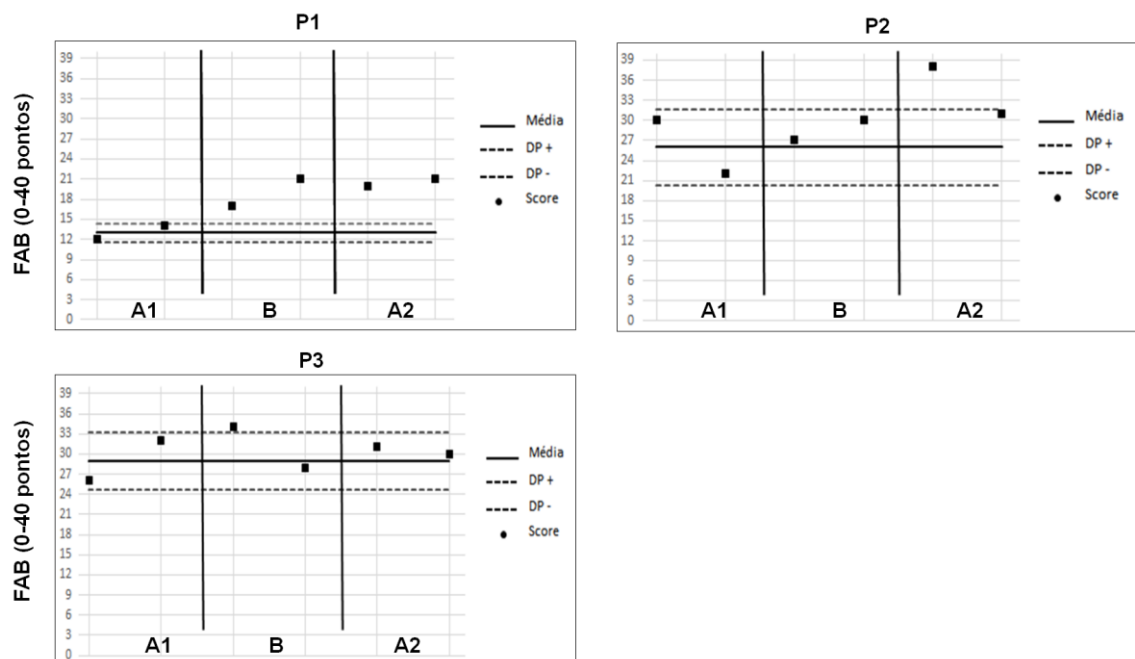 P1
FAB (0-40 pontos)
39
36
33
30
27
24
21
18
15
12
9
6
3
0
A1
B
A2
Média
DP +
DP -
Score
P2
39
36
33
30
27
24
21
18
15
12
9
6
3
0
A1
B
A2
Média
DP +
DP -
Score
P3
FAB (0-40 pontos)
39
36
33
30
27
24
21
18
15
12
9
6
3
0
A1
B
A2
Média
DP +
DP -
Score